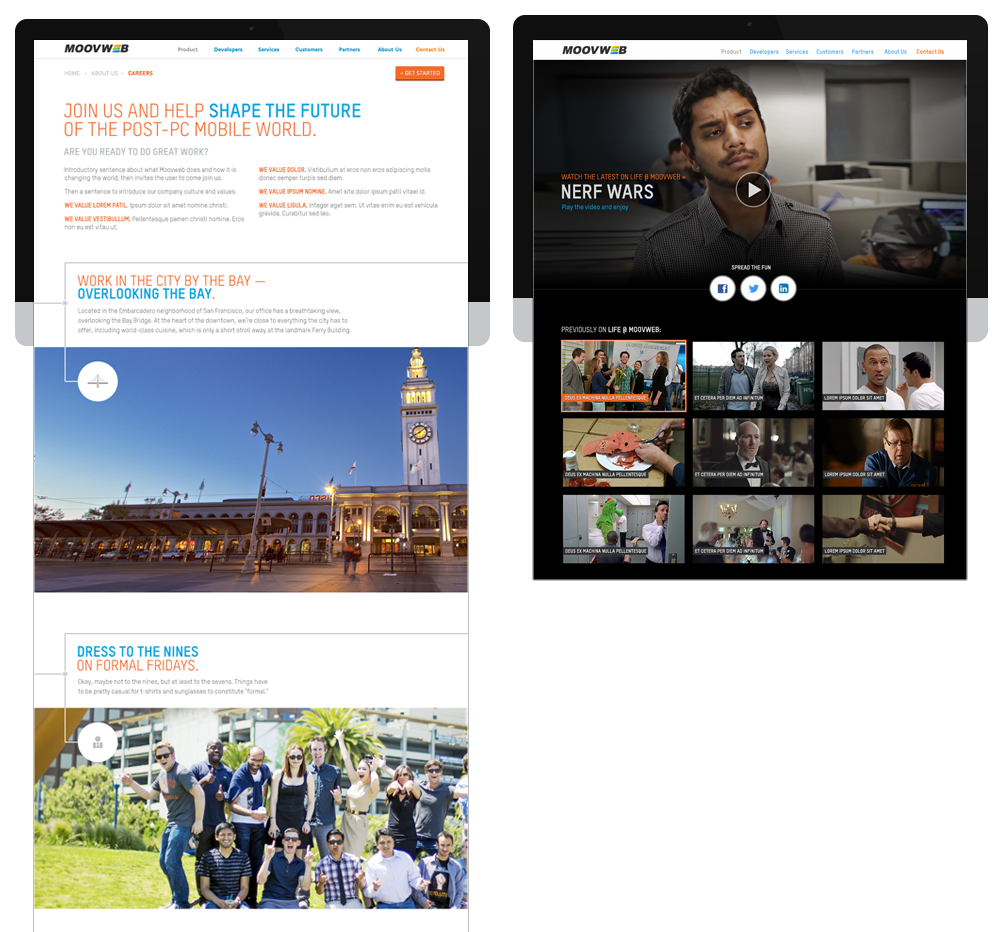 MOOVWEB
Product Developers Services Customers Partners About Us Contact Us
HOME ABOUT US CAREERS
GET STARTED
JOIN US AND HELP SHAPE THE FUTURE
OF THE POST-PC MOBILE WORLD.
ARE YOU READY TO DO GREAT WORK?
Introductory sentence about what Moovweb does and how it is
changing the world, then invites the user to come join us.
Then a sentence to introduce our company culture and values.
WE VALUE LOREM PATIL. Ipsum dolor sit amet nomine christi.
WE VALUE VESTIBULUM. Pellentesque pamen christi nomine. Eros
non eu est vitau ut.
WE VALUE DOLOR. Vistibulum at eros non eros adipiscing molla
donec semper turpis sed diam.
WE VALUE IPSUM NOMINE. Amet site dolor ipsum patil vitaei id.
WE VALUE LIGULA. Integer eget sem. Ut vitae enim eu est vehicula
gravida. Curabitur sed leo.
WORK IN THE CITY BY THE BAY —
OVERLOOKING THE BAY.
Located in the Embarcadero neighborhood of San Francisco, our office has a breathtaking view,
overlooking the Bay Bridge. At the heart of the downtown, we're close to everything the city has to
offer, including world-class cuisine, which is only a short stroll away at the landmark Ferry Building.
DRESS TO THE NINES
ON FORMAL FRIDAYS.
Okay, maybe not to the nines, but at least to the sevens. Things have
to be pretty casual for t-shirts and sunglasses to constitute "formal."
MOOVWEB
Product Developers Services Customers Partners About Us Contact Us
WATCH THE LATEST ON LIFE @ MOOVWEB »
NERF WARS
Play the video and enjoy
SPREAD THE FUN
PREVIOUSLY ON LIFE @ MOOVWEB:
DEUS EX MACHINA NULLA PELLENTESQUE
ET CETERA PER DIEM AD INFINITUM
LOREM IPSUM DOLOR SIT AMET
DEUS EX MACHINA NULLA PELLENTESQUE
ET CETERA PER DIEM AD INFINITUM
LOREM IPSUM DOLOR SIT AMET
DEUS EX MACHINA NULLA PELLENTESQUE
ET CETERA PER DIEM AD INFINITUM
LOREM IPSUM DOLOR SIT AMET